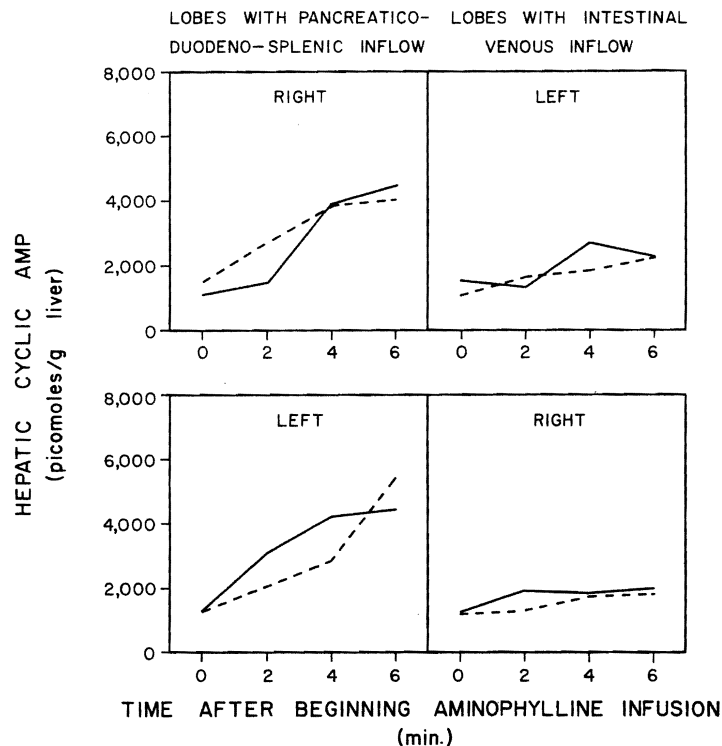 LOBES WITH PANCREATICO-
DUODENO-SPLENIC INFLOW
LOBES WITH INTESTINAL
VENOUS INFLOW
HEPATIC CYCLIC AMP
(picomoles/g liver)
8,000
6,000
4,000
2,000
0
RIGHT
0 2 4 6
LEFT
0 2 4 6
8,000
6,000
4,000
2,000
0
LEFT
0 2 4 6
RIGHT
0 2 4 6
TIME AFTER BEGINNING AMINOPHYLLINE INFUSION
(min.)